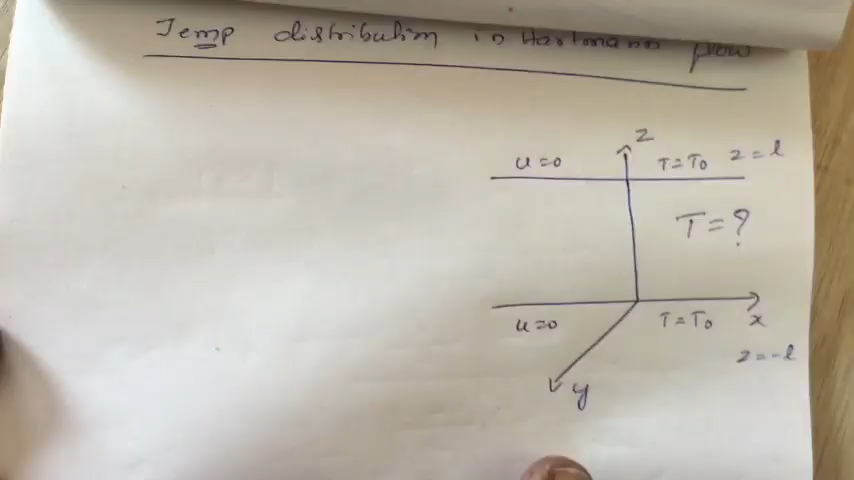 Temp distribution in Hartmann flow
z
u=0 T=T0 z=l
T=?
u=0 T=T0 x
z=-l
y